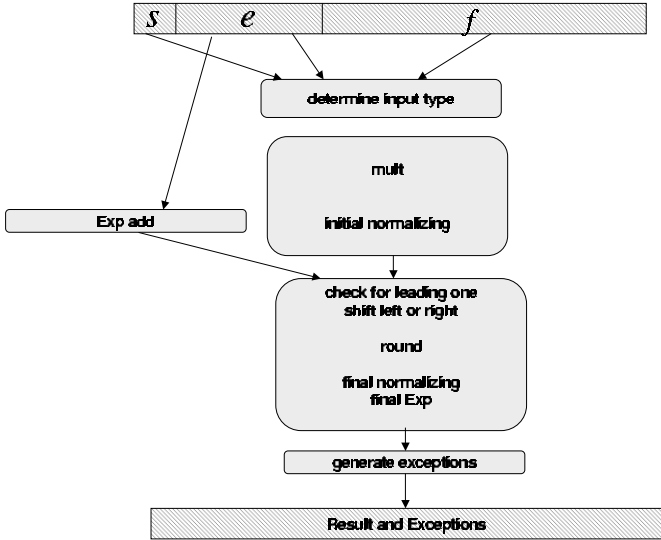 s e f
determine input type
mult
Exp add
initial normalizing
check for leading one
shift left or right
round
final normalizing
final Exp
generate exceptions
Result and Exceptions